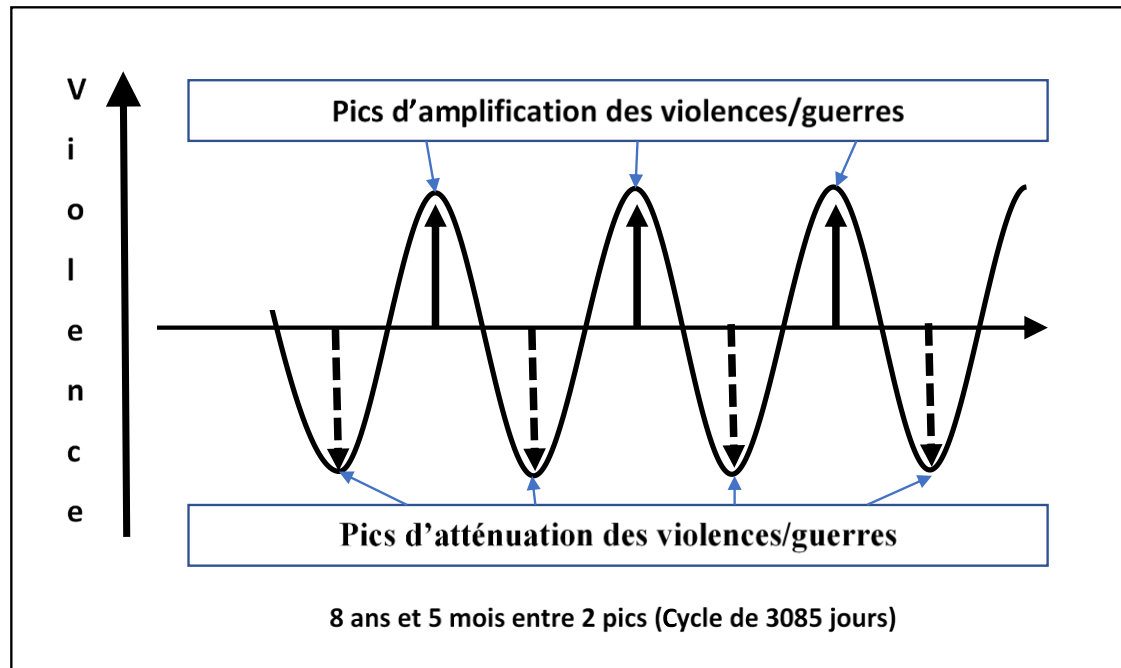 Violence
Pics d’amplification des violences/guerres
Pics d’atténuation des violences/guerres
8 ans et 5 mois entre 2 pics (Cycle de 3085 jours)